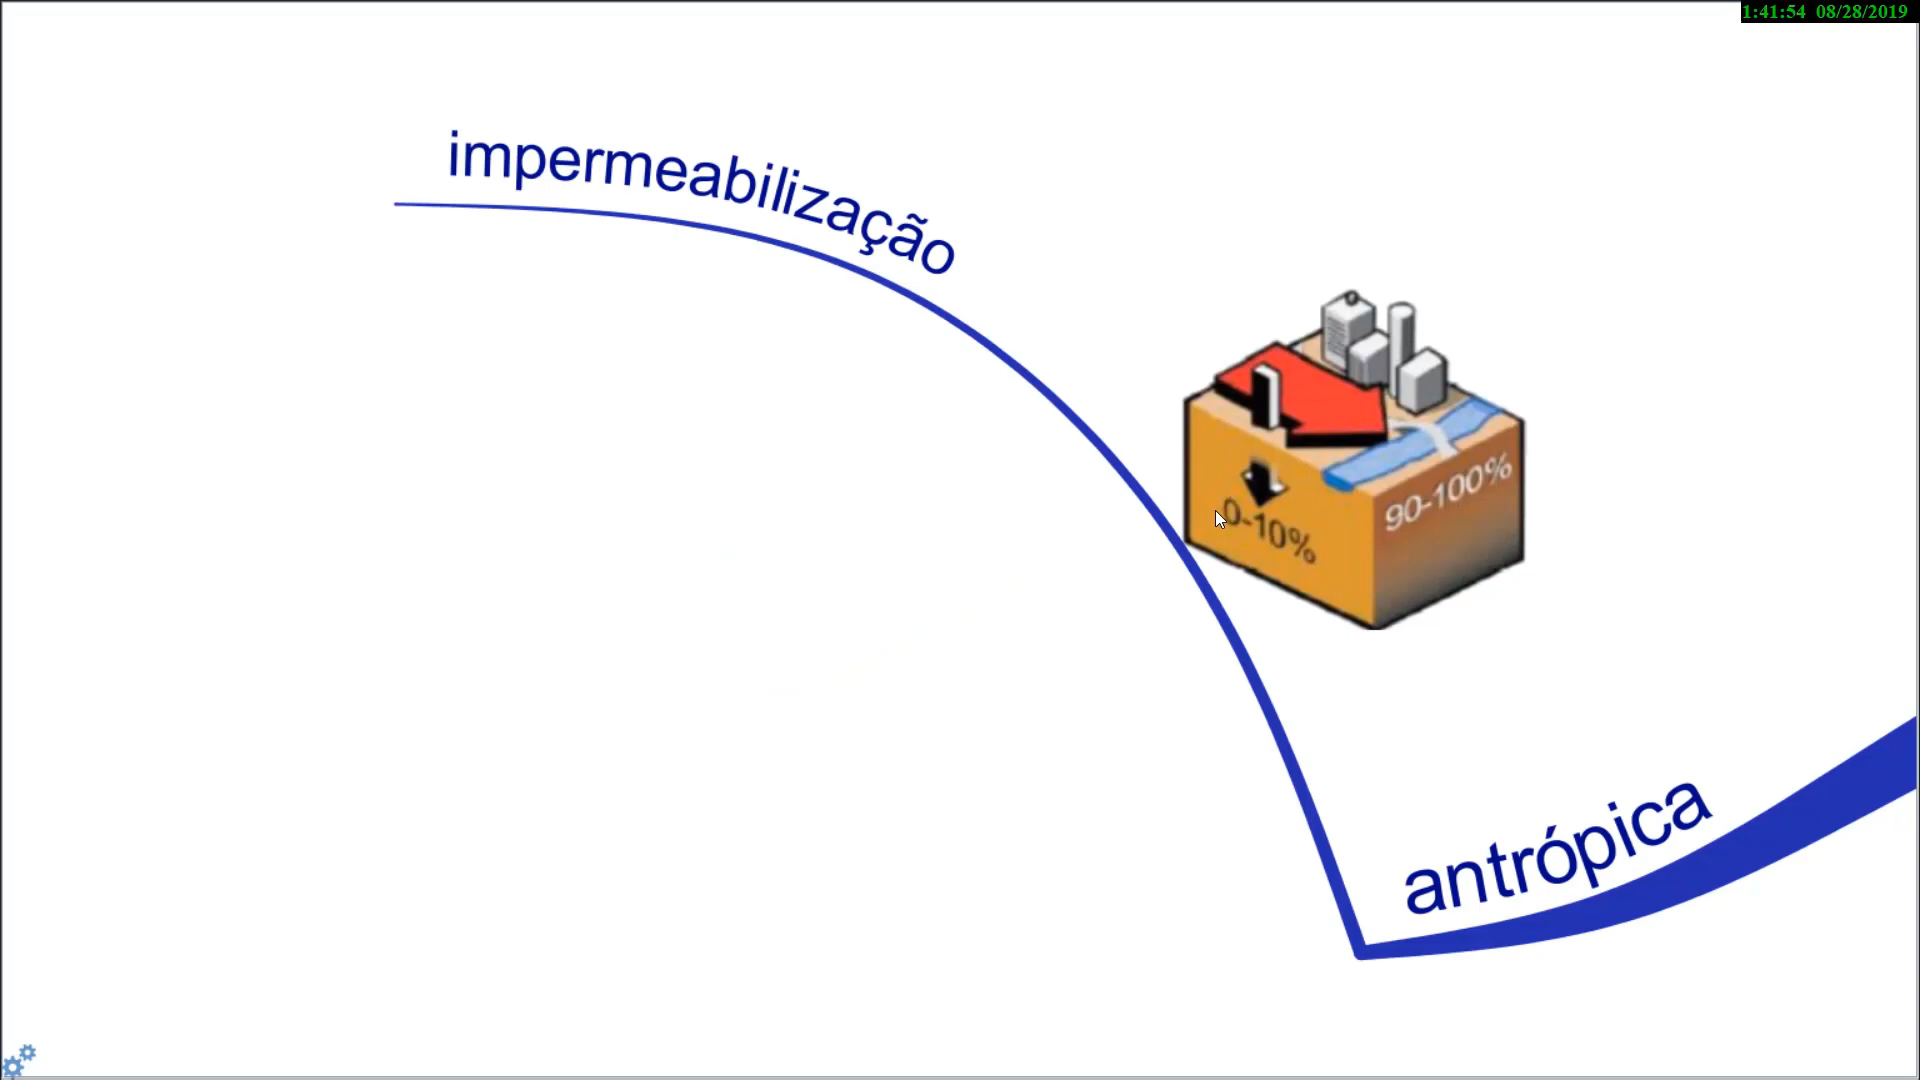 1:41:54 08/28/2019
impermeabilização
90-100%
0-10%
antrópica